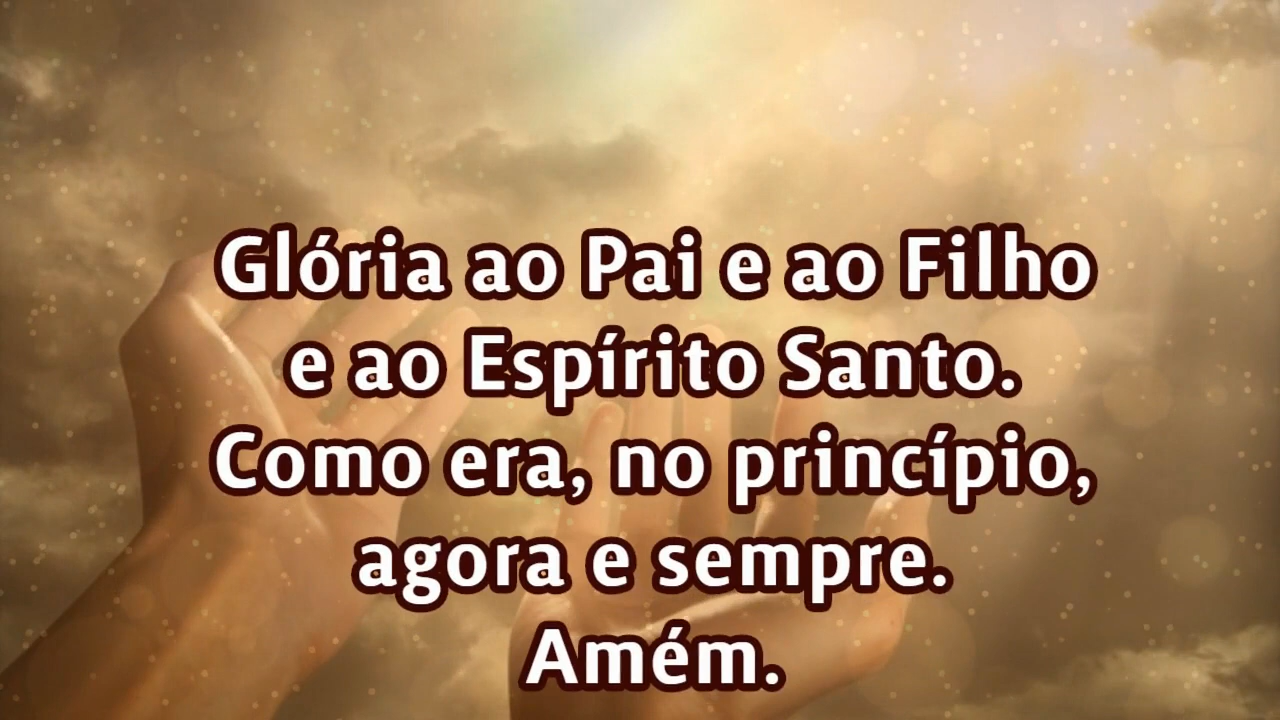 Glória ao Pai e ao Filho
e ao Espírito Santo.
Como era, no princípio,
agora e sempre.
Amém.